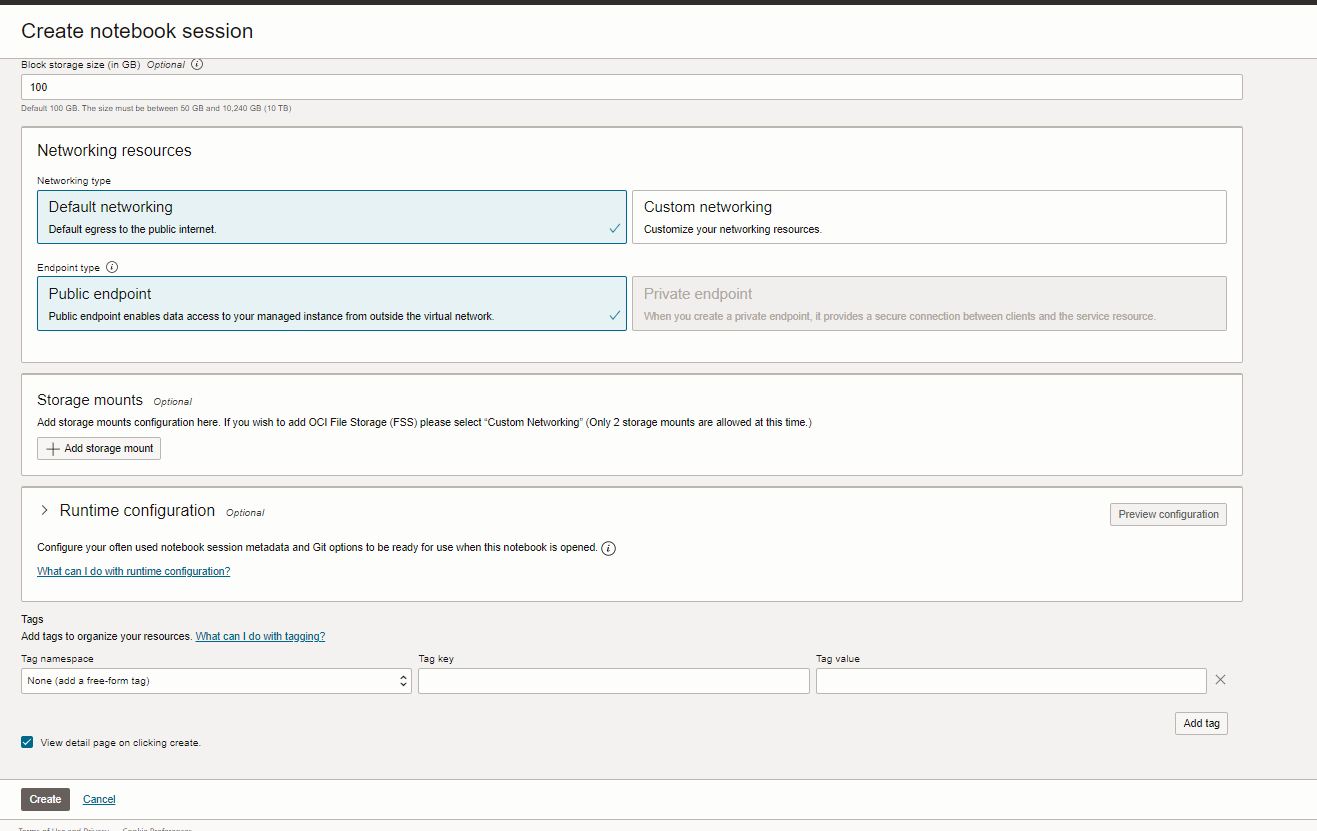 Create notebook session
Block storage size (in GB) Optional
100
Default 100 GB. The size must be between 50 GB and 10,240 GB (10 TB)
Networking resources
Networking type
Default networking
Default egress to the public internet.
Custom networking
Customize your networking resources.
Endpoint type
Public endpoint
Public endpoint enables data access to your managed instance from outside the virtual network.
Private endpoint
When you create a private endpoint, it provides a secure connection between clients and the service resource.
Storage mounts Optional
Add storage mounts configuration here. If you wish to add OCI File Storage (FSS) please select “Custom Networking” (Only 2 storage mounts are allowed at this time.)
Add storage mount
Runtime configuration Optional
Preview configuration
Configure your often used notebook session metadata and Git options to be ready for use when this notebook is opened.
What can I do with runtime configuration?
Tags
Add tags to organize your resources. What can I do with tagging?
Tag namespace Tag key Tag value
None (add a free-form tag)
Add tag
View detail page on clicking create.
Create Cancel
Terms of Use and Privacy Cookie Preferences